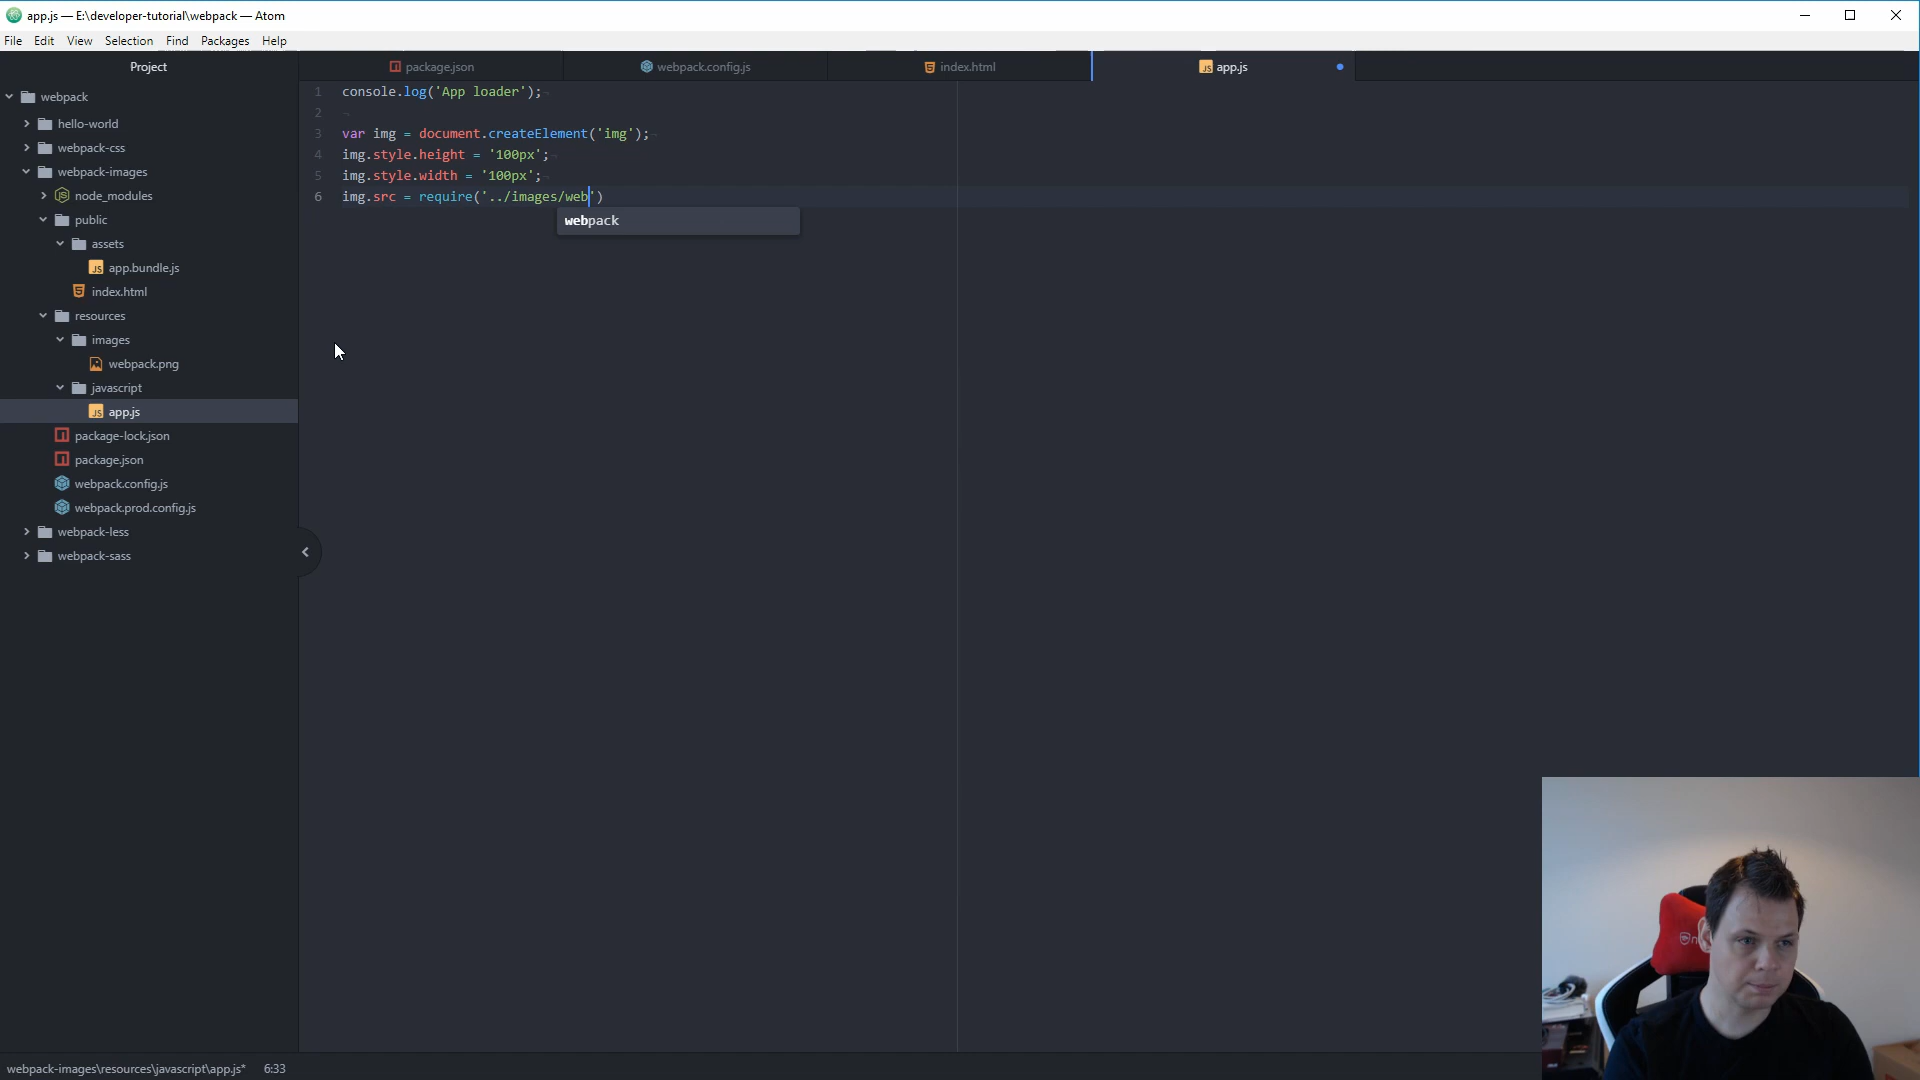 app.js — E:\developer-tutorial\webpack — Atom
File Edit View Selection Find Packages Help
Project
package.json
webpack.config.js
index.html
app.js
webpack
hello-world
webpack-css
webpack-images
node_modules
public
assets
app.bundle.js
index.html
resources
images
webpack.png
javascript
app.js
package-lock.json
package.json
webpack.config.js
webpack.prod.config.js
webpack-less
webpack-sass
1 console.log('App loader');
2
3 var img = document.createElement('img');
4 img.style.height = '100px';
5 img.style.width = '100px';
6 img.src = require('../images/web')
webpack
webpack-images\resources\javascript\app.js* 6:33